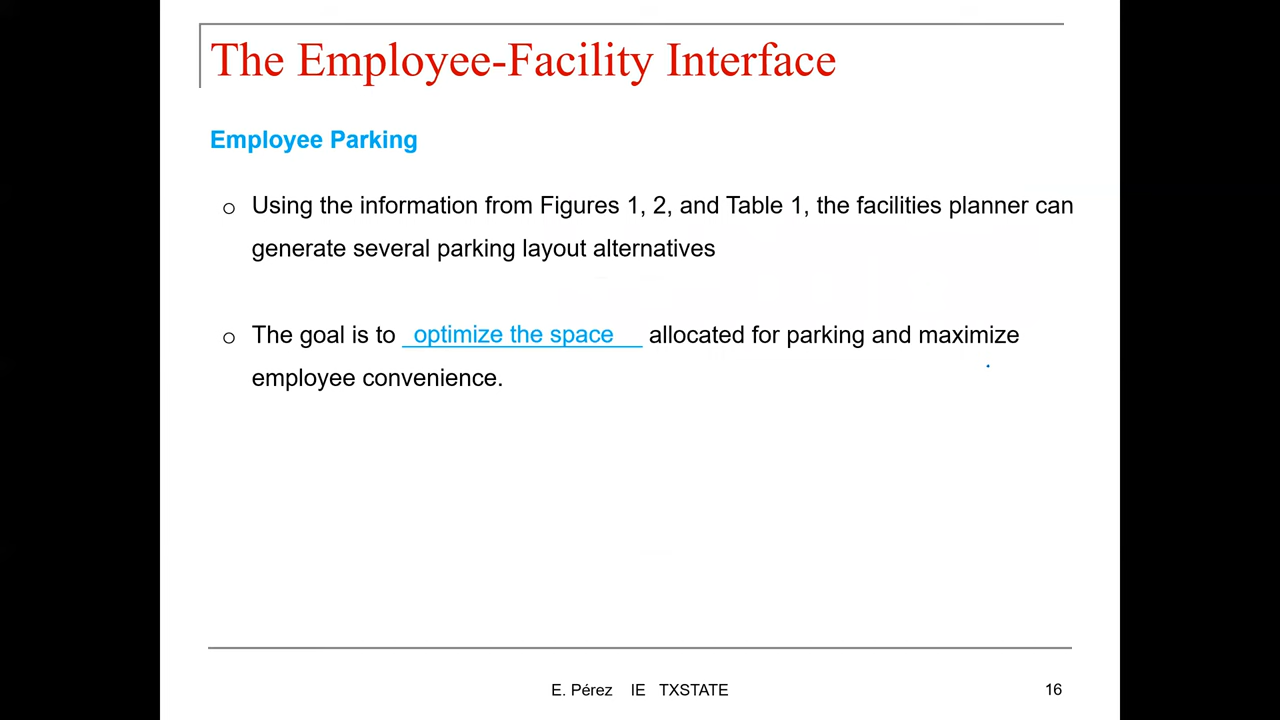 The Employee-Facility Interface
Employee Parking
o Using the information from Figures 1, 2, and Table 1, the facilities planner can
generate several parking layout alternatives
o The goal is to _optimize the space__ allocated for parking and maximize
employee convenience.
E. Pérez IE TXSTATE 16